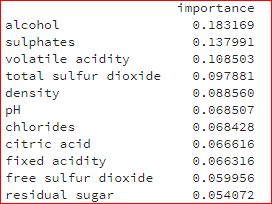 importance
alcohol 0.183169
sulphates 0.137991
volatile acidity 0.108503
total sulfur dioxide 0.097881
density 0.088560
pH 0.068507
chlorides 0.068428
citric acid 0.066616
fixed acidity 0.066316
free sulfur dioxide 0.059956
residual sugar 0.054072